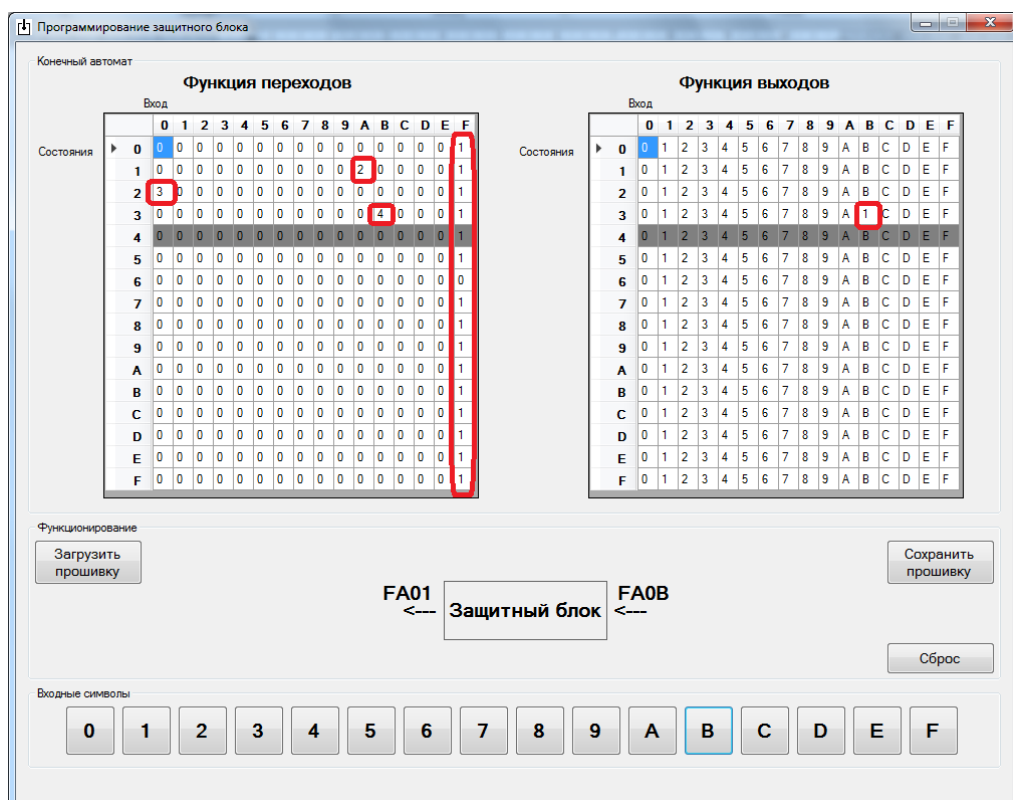 Программирование защитного блока
Конечный автомат
Функция переходов Функция выходов
Вход Вход
0 1 2 3 4 5 6 7 8 9 A B C D E F 0 1 2 3 4 5 6 7 8 9 A B C D E F
Состояния 0 0 0 0 0 0 0 0 0 0 0 0 0 0 0 0 1 Состояния 0 0 1 2 3 4 5 6 7 8 9 A B C D E F
1 0 0 0 0 0 0 0 0 0 0 2 0 0 0 0 1 1 0 1 2 3 4 5 6 7 8 9 A B C D E F
2 3 0 0 0 0 0 0 0 0 0 0 0 0 0 0 1 2 0 1 2 3 4 5 6 7 8 9 A B C D E F
3 0 0 0 0 0 0 0 0 0 0 0 4 0 0 0 1 3 0 1 2 3 4 5 6 7 8 9 A 1 C D E F
4 0 0 0 0 0 0 0 0 0 0 0 0 0 0 0 1 4 0 1 2 3 4 5 6 7 8 9 A B C D E F
5 0 0 0 0 0 0 0 0 0 0 0 0 0 0 0 1 5 0 1 2 3 4 5 6 7 8 9 A B C D E F
6 0 0 0 0 0 0 0 0 0 0 0 0 0 0 0 0 6 0 1 2 3 4 5 6 7 8 9 A B C D E F
7 0 0 0 0 0 0 0 0 0 0 0 0 0 0 0 1 7 0 1 2 3 4 5 6 7 8 9 A B C D E F
8 0 0 0 0 0 0 0 0 0 0 0 0 0 0 0 1 8 0 1 2 3 4 5 6 7 8 9 A B C D E F
9 0 0 0 0 0 0 0 0 0 0 0 0 0 0 0 1 9 0 1 2 3 4 5 6 7 8 9 A B C D E F
A 0 0 0 0 0 0 0 0 0 0 0 0 0 0 0 1 A 0 1 2 3 4 5 6 7 8 9 A B C D E F
B 0 0 0 0 0 0 0 0 0 0 0 0 0 0 0 1 B 0 1 2 3 4 5 6 7 8 9 A B C D E F
C 0 0 0 0 0 0 0 0 0 0 0 0 0 0 0 1 C 0 1 2 3 4 5 6 7 8 9 A B C D E F
D 0 0 0 0 0 0 0 0 0 0 0 0 0 0 0 1 D 0 1 2 3 4 5 6 7 8 9 A B C D E F
E 0 0 0 0 0 0 0 0 0 0 0 0 0 0 0 1 E 0 1 2 3 4 5 6 7 8 9 A B C D E F
F 0 0 0 0 0 0 0 0 0 0 0 0 0 0 0 1 F 0 1 2 3 4 5 6 7 8 9 A B C D E F
Функционирование
Загрузить
прошивку
Сохранить
прошивку
FA01 FA0B
<--- Защитный блок <---
Сброс
Входные символы
0 1 2 3 4 5 6 7 8 9 A B C D E F